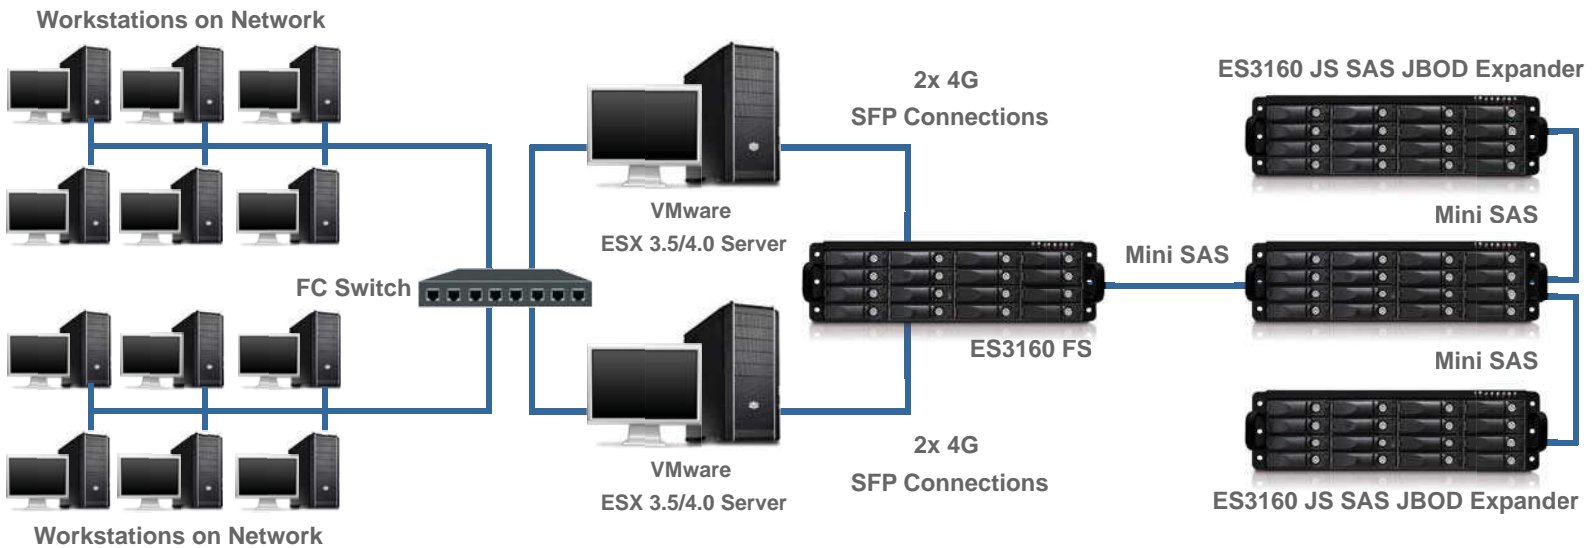 Workstations on Network
2x 4G
SFP Connections
ES3160 JS SAS JBOD Expander
VMware
ESX 3.5/4.0 Server
Mini SAS
Mini SAS
FC Switch
ES3160 FS
Mini SAS
VMware
ESX 3.5/4.0 Server
2x 4G
SFP Connections
ES3160 JS SAS JBOD Expander
Workstations on Network